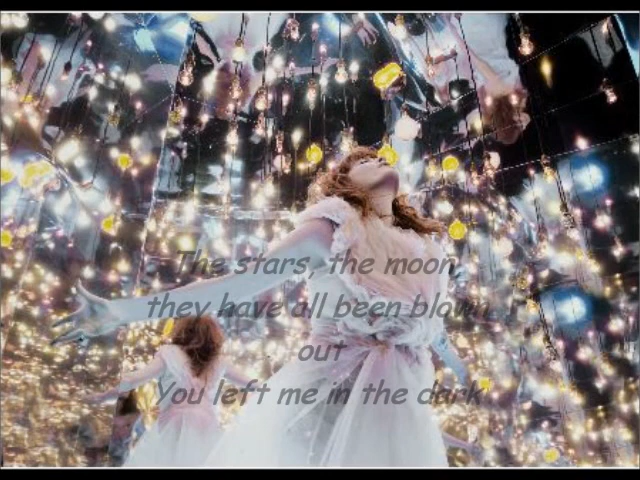 The stars, the moon,
they have all been blown
out
You left me in the dark